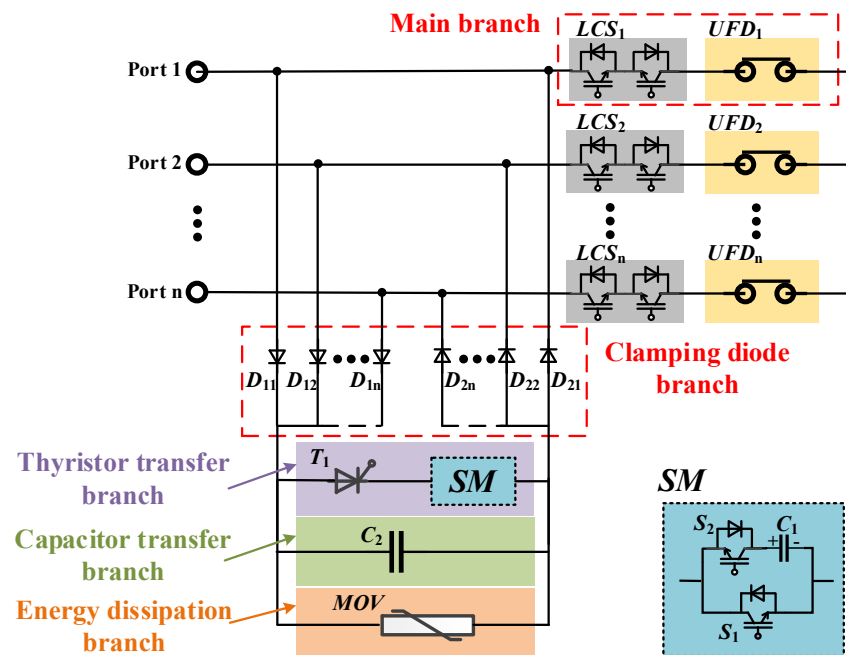 Main branch
LCS₁
UFD₁
Port 1
LCS₂
UFD₂
Port 2
LCSₙ
UFDₙ
Port n
D₁₁
D₁₂
D₁ₙ
D₂ₙ
D₂₂
D₂₁
Clamping diode
branch
Thyristor transfer
branch
T₁
SM
SM
Capacitor transfer
branch
C₂
S₂
+
C₁
-
Energy dissipation
branch
MOV
S₁